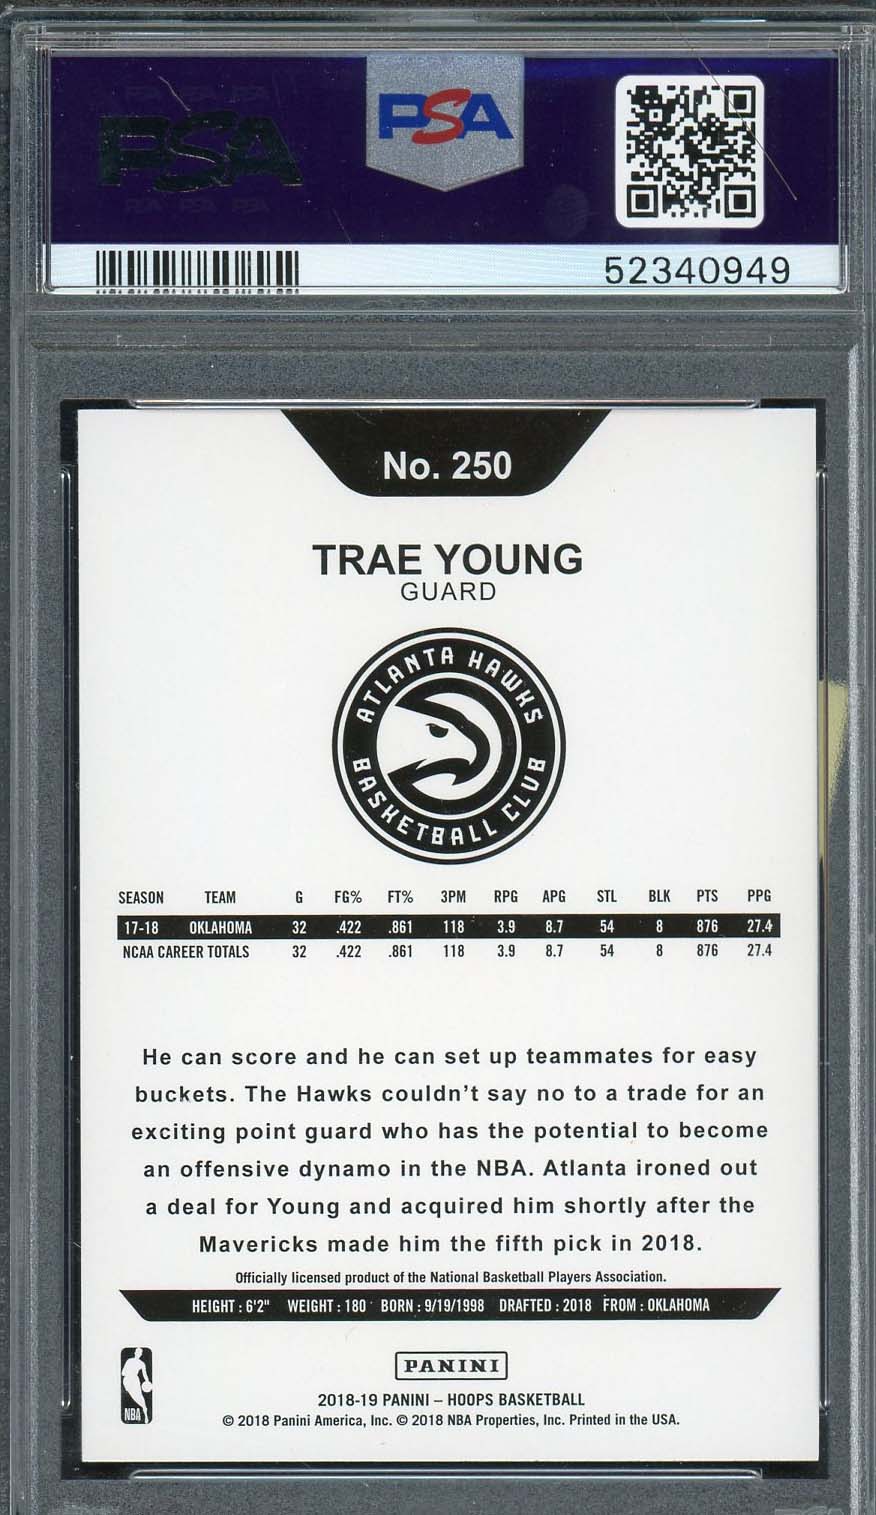 PSA
PSA
52340949
No. 250
TRAE YOUNG
GUARD
ATLANTA HAWKS
BASKETBALL CLUB
SEASON TEAM G FG% FT% 3PM RPG APG STL BLK PTS PPG
17-18 OKLAHOMA 32 .422 .861 118 3.9 8.7 54 8 876 27.4
NCAA CAREER TOTALS 32 .422 .861 118 3.9 8.7 54 8 876 27.4
He can score and he can set up teammates for easy
buckets. The Hawks couldn't say no to a trade for an
exciting point guard who has the potential to become
an offensive dynamo in the NBA. Atlanta ironed out
a deal for Young and acquired him shortly after the
Mavericks made him the fifth pick in 2018.
Officially licensed product of the National Basketball Players Association.
HEIGHT : 6'2" WEIGHT : 180 BORN : 9/19/1998 DRAFTED : 2018 FROM : OKLAHOMA
NBA
PANINI
2018-19 PANINI – HOOPS BASKETBALL
© 2018 Panini America, Inc. © 2018 NBA Properties, Inc. Printed in the USA.